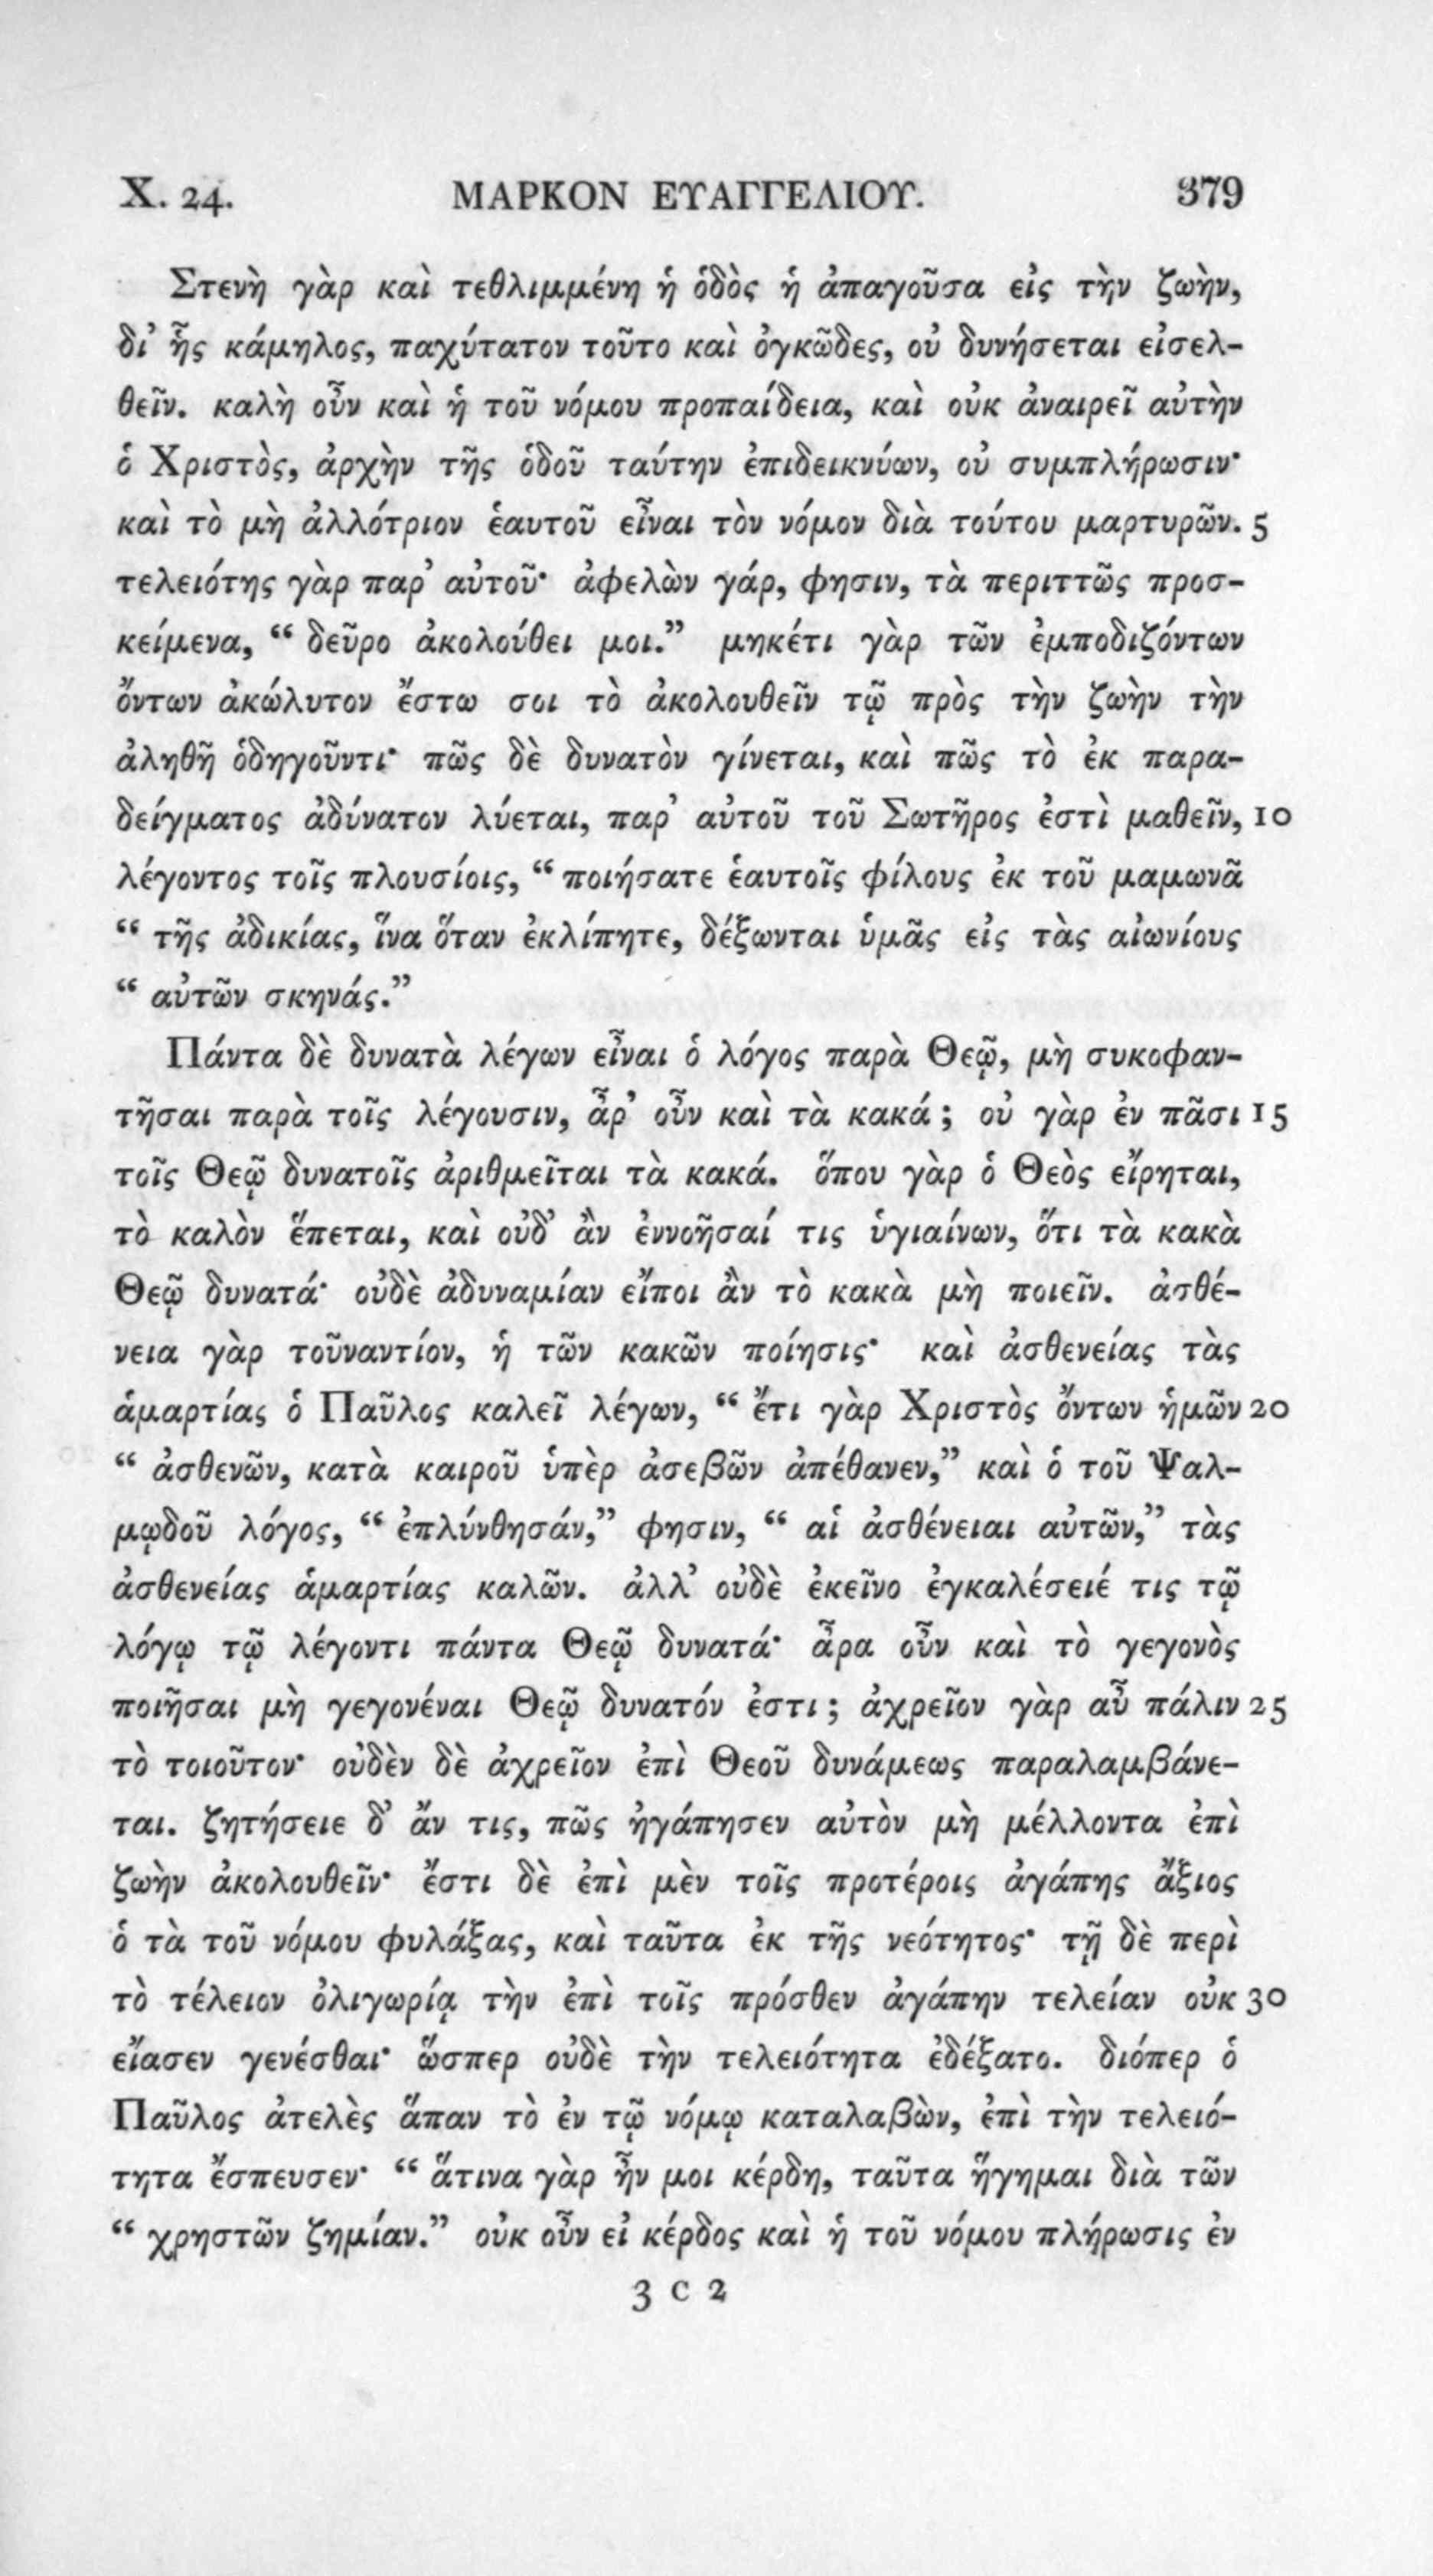 X. 24. ΜΑΡΚΟΝ ΕΥΑΓΓΕΛΙΟΥ. 379
Στενὴ γὰρ καὶ τεθλιμμένη ἡ ὁδὸς ἡ ἀπαγοῦσα εἰς τὴν ζωὴν,
δι’ ἧς κάμηλος, παχύτατον τοῦτο καὶ ὀγκῶδες, οὐ δυνήσεται εἰσελ-
θεῖν. καλὴ οὖν καὶ ἡ τοῦ νόμου προπαίδεια, καὶ οὐκ ἀναιρεῖ αὐτὴν
ὁ Χριστὸς, ἀρχὴν τῆς ὁδοῦ ταύτην ἐπιδεικνύων, οὐ συμπλήρωσιν·
καὶ τὸ μὴ ἀλλότριον ἑαυτοῦ εἶναι τὸν νόμον διὰ τούτου μαρτυρῶν. 5
τελειότης γὰρ παρ’ αὐτοῦ· ἀφελὼν γάρ, φησιν, τὰ περιττῶς προσ-
κείμενα, “ δεῦρο ἀκολούθει μοι.” μηκέτι γὰρ τῶν ἐμποδιζόντων
ὄντων ἀκώλυτον ἔστω σοι τὸ ἀκολουθεῖν τῷ πρὸς τὴν ζωὴν τὴν
ἀληθῆ ὁδηγοῦντι· πῶς δὲ δυνατὸν γίνεται, καὶ πῶς τὸ ἐκ παρα-
δείγματος ἀδύνατον λύεται, παρ’ αὐτοῦ τοῦ Σωτῆρος ἐστὶ μαθεῖν, 10
λέγοντος τοῖς πλουσίοις, “ ποιήσατε ἑαυτοῖς φίλους ἐκ τοῦ μαμωνᾶ
“ τῆς ἀδικίας, ἵνα ὅταν ἐκλίπητε, δέξωνται ὑμᾶς εἰς τὰς αἰωνίους
“ αὐτῶν σκηνάς.”
Πάντα δὲ δυνατὰ λέγων εἶναι ὁ λόγος παρὰ Θεῷ, μὴ συκοφαν-
τῆσαι παρὰ τοῖς λέγουσιν, ἆρ’ οὖν καὶ τὰ κακά ; οὐ γὰρ ἐν πᾶσι 15
τοῖς Θεῷ δυνατοῖς ἀριθμεῖται τὰ κακά. ὅπου γὰρ ὁ Θεὸς εἴρηται,
τὸ καλὸν ἕπεται, καὶ οὐδ’ ἂν ἐννοῆσαί τις ὑγιαίνων, ὅτι τὰ κακὰ
Θεῷ δυνατά· οὐδὲ ἀδυναμίαν εἴποι ἂν τὸ κακὰ μὴ ποιεῖν. ἀσθέ-
νεια γὰρ τοῦναντίον, ἡ τῶν κακῶν ποίησις· καὶ ἀσθενείας τὰς
ἁμαρτίας ὁ Παῦλος καλεῖ λέγων, “ ἔτι γὰρ Χριστὸς ὄντων ἡμῶν 20
“ ἀσθενῶν, κατὰ καιροῦ ὑπὲρ ἀσεβῶν ἀπέθανεν,” καὶ ὁ τοῦ Ψαλ-
μῳδοῦ λόγος, “ ἐπλύνθησάν,” φησιν, “ αἱ ἀσθένειαι αὐτῶν,” τὰς
ἀσθενείας ἁμαρτίας καλῶν. ἀλλ’ οὐδὲ ἐκεῖνο ἐγκαλέσειέ τις τῷ
λόγῳ τῷ λέγοντι πάντα Θεῷ δυνατά· ἆρα οὖν καὶ τὸ γεγονὸς
ποιῆσαι μὴ γεγονέναι Θεῷ δυνατόν ἐστι ; ἀχρεῖον γὰρ αὖ πάλιν 25
τὸ τοιοῦτον· οὐδὲν δὲ ἀχρεῖον ἐπὶ Θεοῦ δυνάμεως παραλαμβάνε-
ται. ζητήσειε δ’ ἄν τις, πῶς ἠγάπησεν αὐτὸν μὴ μέλλοντα ἐπὶ
ζωὴν ἀκολουθεῖν· ἔστι δὲ ἐπὶ μὲν τοῖς προτέροις ἀγάπης ἄξιος
ὁ τὰ τοῦ νόμου φυλάξας, καὶ ταῦτα ἐκ τῆς νεότητος· τῇ δὲ περὶ
τὸ τέλειον ὀλιγωρίᾳ τὴν ἐπὶ τοῖς πρόσθεν ἀγάπην τελείαν οὐκ 30
εἴασεν γενέσθαι· ὥσπερ οὐδὲ τὴν τελειότητα ἐδέξατο. διόπερ ὁ
Παῦλος ἀτελὲς ἅπαν τὸ ἐν τῷ νόμῳ καταλαβὼν, ἐπὶ τὴν τελειό-
τητα ἔσπευσεν· “ ἅτινα γὰρ ἦν μοι κέρδη, ταῦτα ἥγημαι διὰ τῶν
“ χρηστῶν ζημίαν.” οὐκ οὖν εἰ κέρδος καὶ ἡ τοῦ νόμου πλήρωσις ἐν
3 C 2